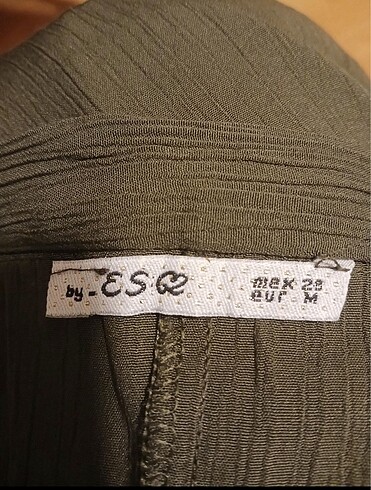 by - ESQ
mex 28
eur M